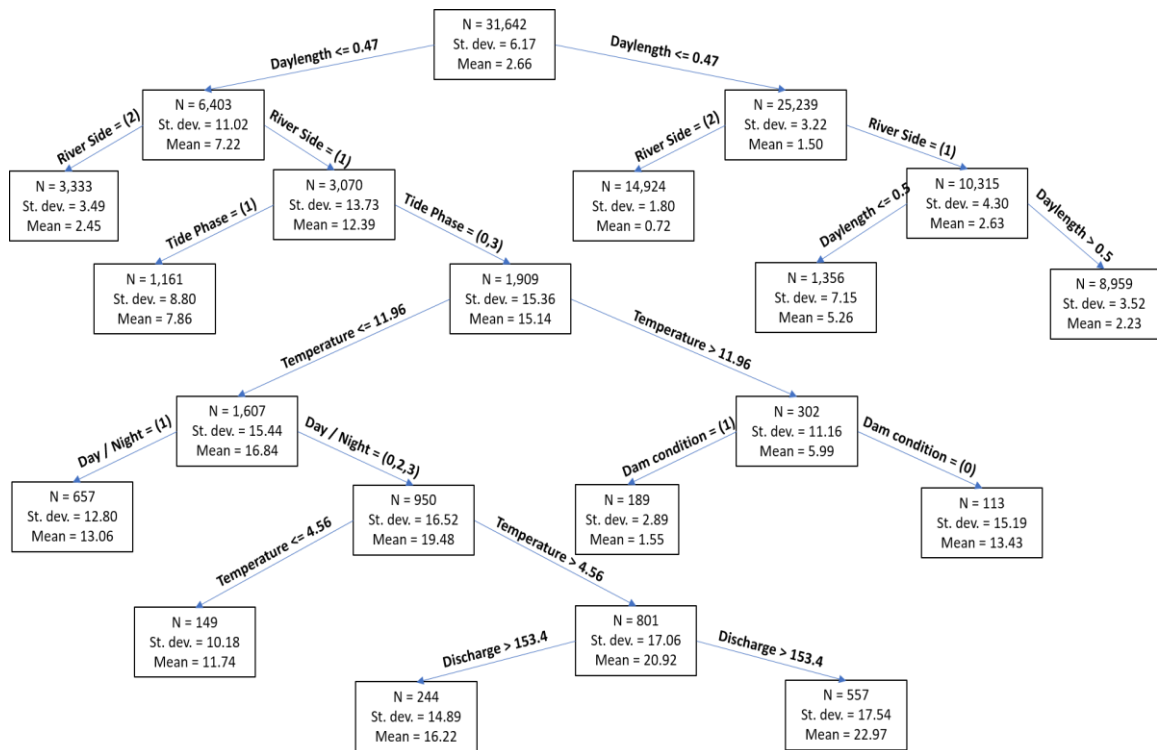 N = 31,642
St. dev. = 6.17
Mean = 2.66
Daylength <= 0.47
Daylength <= 0.47
N = 6,403
St. dev. = 11.02
Mean = 7.22
N = 25,239
St. dev. = 3.22
Mean = 1.50
River Side = (2)
River Side = (1)
River Side = (2)
River Side = (1)
N = 3,333
St. dev. = 3.49
Mean = 2.45
N = 3,070
St. dev. = 13.73
Mean = 12.39
N = 14,924
St. dev. = 1.80
Mean = 0.72
N = 10,315
St. dev. = 4.30
Mean = 2.63
Tide Phase = (1)
Tide Phase = (0,3)
Daylength <= 0.5
Daylength > 0.5
N = 1,161
St. dev. = 8.80
Mean = 7.86
N = 1,909
St. dev. = 15.36
Mean = 15.14
N = 1,356
St. dev. = 7.15
Mean = 5.26
N = 8,959
St. dev. = 3.52
Mean = 2.23
Temperature <= 11.96
Temperature > 11.96
N = 1,607
St. dev. = 15.44
Mean = 16.84
N = 302
St. dev. = 11.16
Mean = 5.99
Day / Night = (1)
Day / Night = (0,2,3)
Dam condition = (1)
Dam condition = (0)
N = 657
St. dev. = 12.80
Mean = 13.06
N = 950
St. dev. = 16.52
Mean = 19.48
N = 189
St. dev. = 2.89
Mean = 1.55
N = 113
St. dev. = 15.19
Mean = 13.43
Temperature <= 4.56
Temperature > 4.56
N = 149
St. dev. = 10.18
Mean = 11.74
N = 801
St. dev. = 17.06
Mean = 20.92
Discharge > 153.4
Discharge > 153.4
N = 244
St. dev. = 14.89
Mean = 16.22
N = 557
St. dev. = 17.54
Mean = 22.97